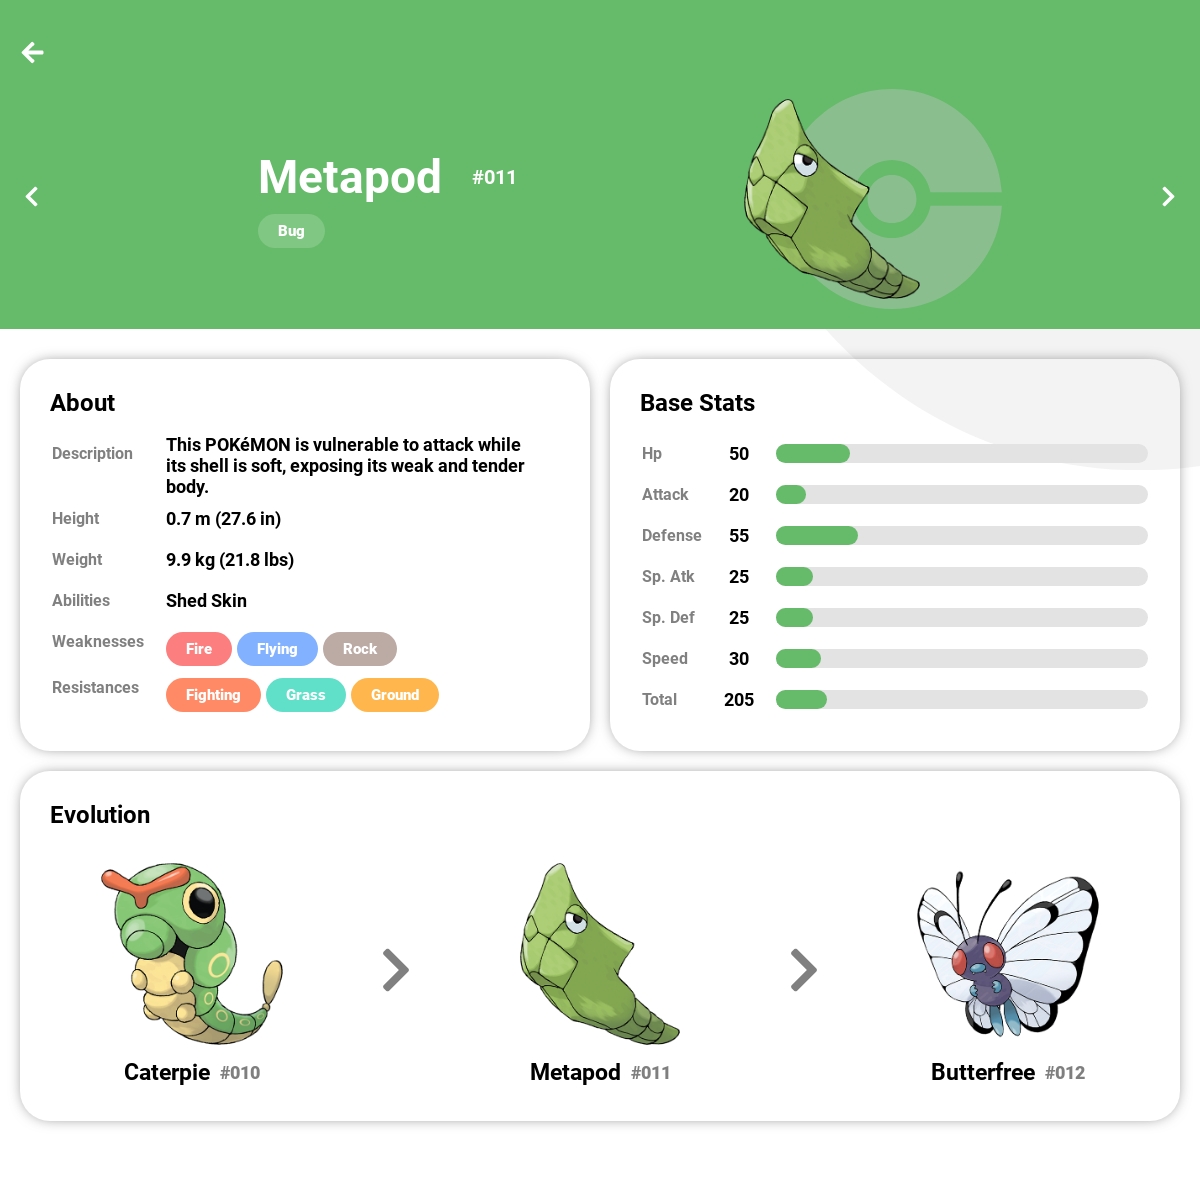 Metapod #011
Bug
About
Description This POKéMON is vulnerable to attack while
its shell is soft, exposing its weak and tender
body.
Height 0.7 m (27.6 in)
Weight 9.9 kg (21.8 lbs)
Abilities Shed Skin
Weaknesses Fire Flying Rock
Resistances Fighting Grass Ground
Base Stats
Hp 50
Attack 20
Defense 55
Sp. Atk 25
Sp. Def 25
Speed 30
Total 205
Evolution
Caterpie #010
Metapod #011
Butterfree #012